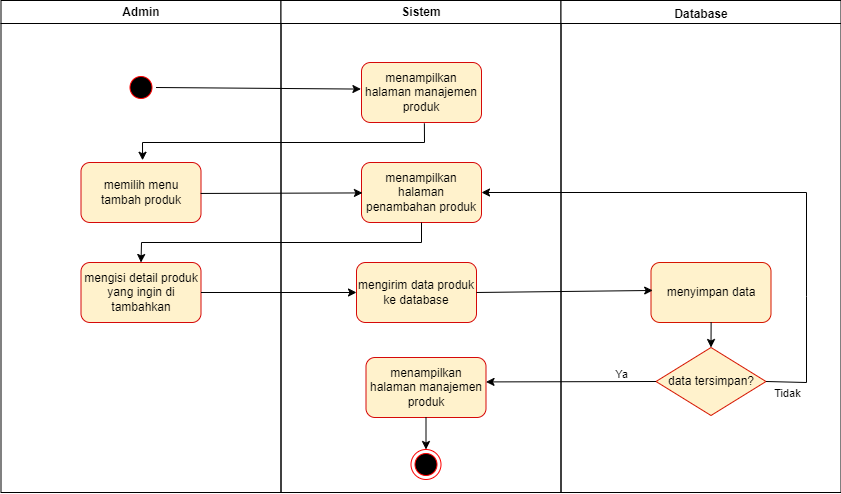 Admin
Sistem
Database
menampilkan
halaman manajemen
produk
memilih menu
tambah produk
menampilkan
halaman
penambahan produk
mengisi detail produk
yang ingin di
tambahkan
mengirim data produk
ke database
menyimpan data
menampilkan
halaman manajemen
produk
Ya
data tersimpan?
Tidak